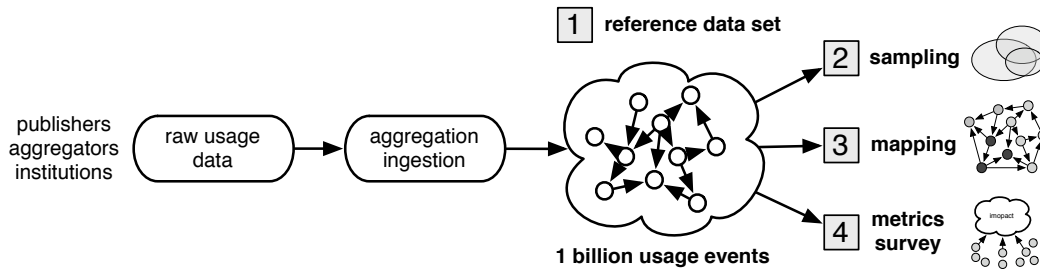 1 reference data set
publishers
aggregators
institutions
raw usage
data
aggregation
ingestion
2 sampling
3 mapping
4 metrics
survey
imopact
1 billion usage events